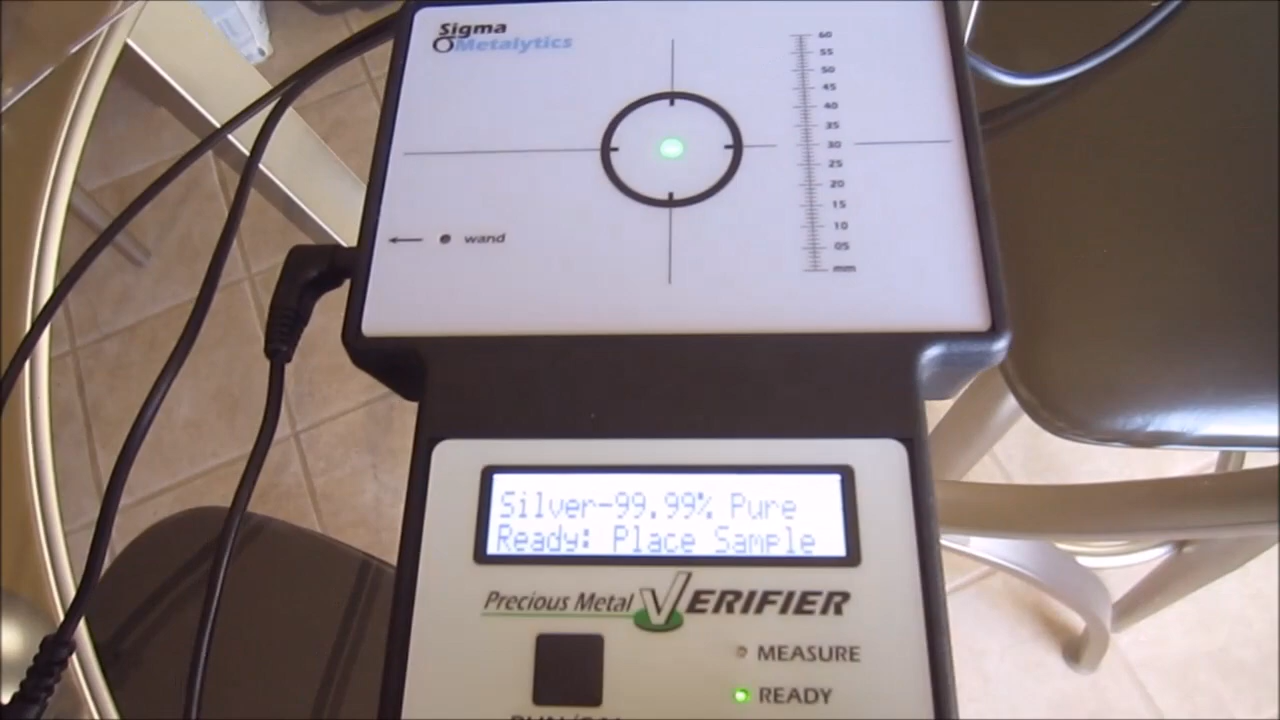 Sigma
Metalytics
60
55
50
45
40
35
30
25
20
15
10
05
mm
wand
Silver-99.99% Pure
Ready: Place Sample
Precious Metal VERIFIER
MEASURE
READY